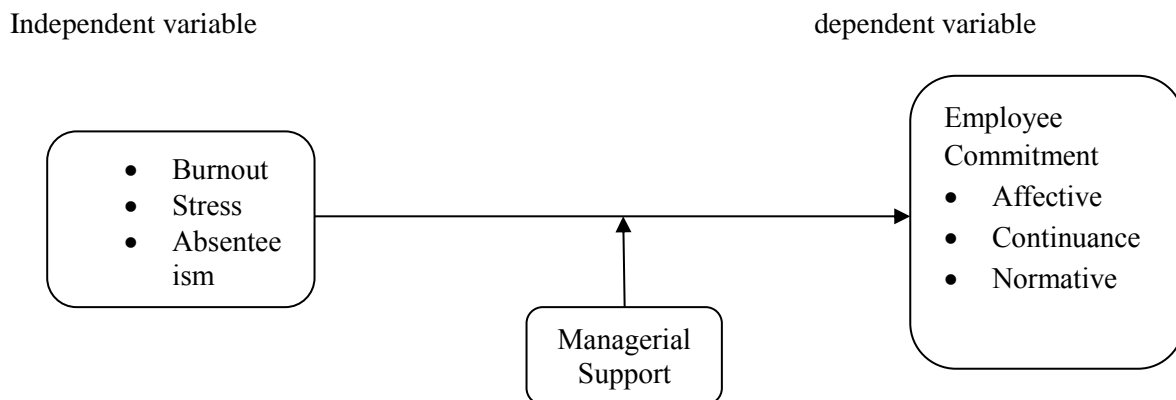 Independent variable
dependent variable
• Burnout
• Stress
• Absentee
ism
Managerial
Support
Employee
Commitment
• Affective
• Continuance
• Normative